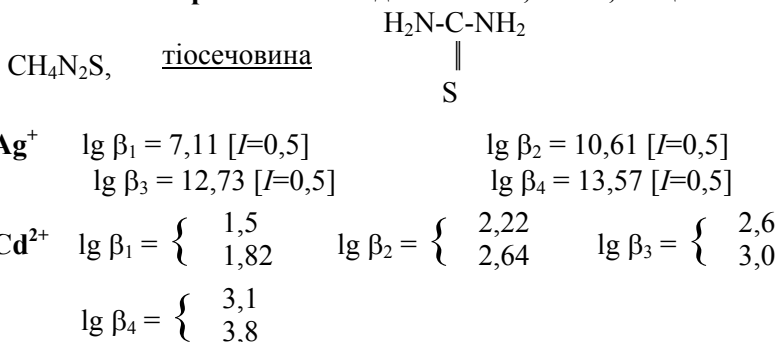 H₂N-C-NH₂
CH₄N₂S, тіосечовина ‖
S
Ag⁺ lg β₁ = 7,11 [I=0,5] lg β₂ = 10,61 [I=0,5]
lg β₃ = 12,73 [I=0,5] lg β₄ = 13,57 [I=0,5]
Cd²⁺ lg β₁ = { 1,5 1,82 lg β₂ = { 2,22 2,64 lg β₃ = { 2,6 3,0
lg β₄ = { 3,1 3,8